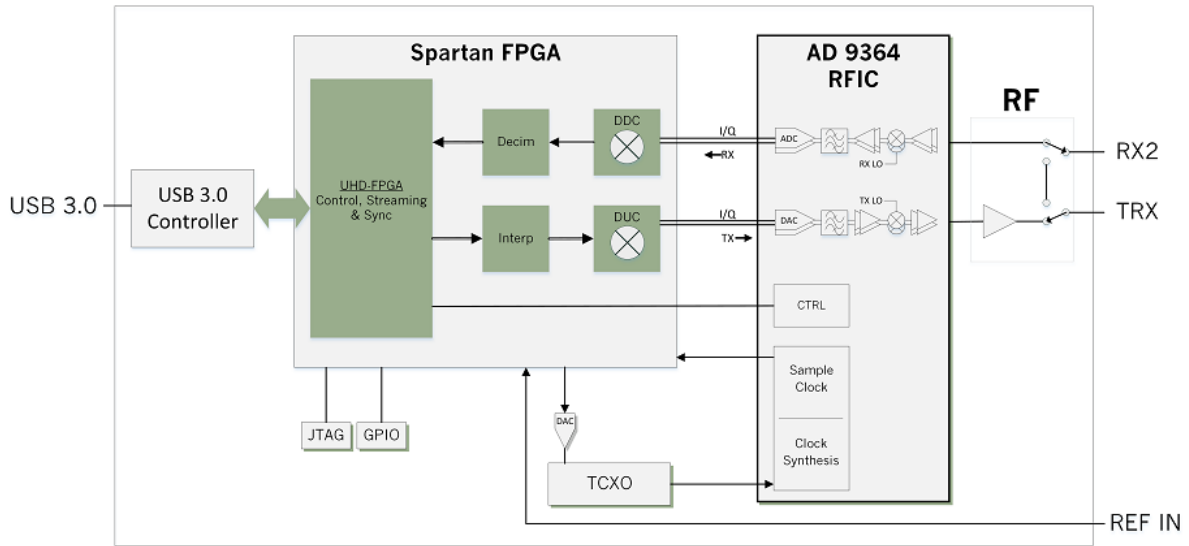 Spartan FPGA
AD 9364
RFIC
RF
DDC
Decim
I/Q
RX
ADC
RX LO
RX2
UHD-FPGA
Control, Streaming
& Sync
USB 3.0
USB 3.0
Controller
DUC
Interp
I/Q
TX
TX LO
DAC
TRX
CTRL
Sample
Clock
Clock
Synthesis
JTAG
GPIO
DAC
TCXO
REF IN